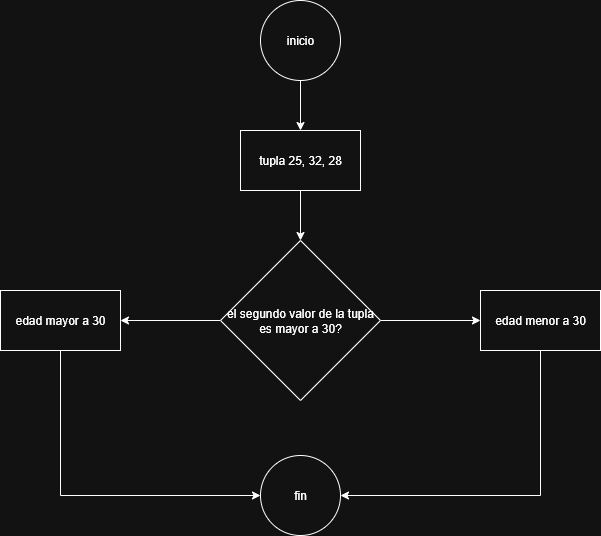 inicio
tupla 25, 32, 28
el segundo valor de la tupla
es mayor a 30?
edad mayor a 30
edad menor a 30
fin